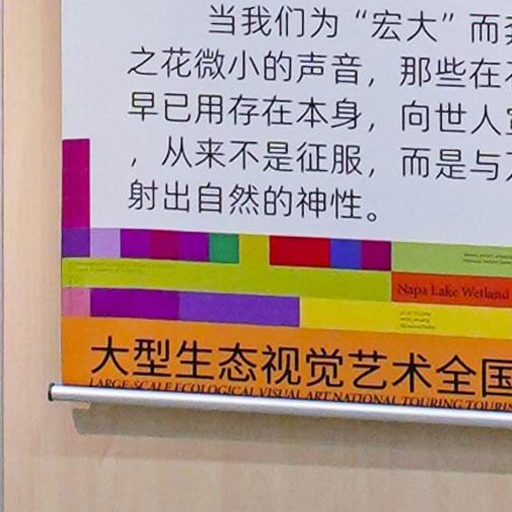 当我们为“宏大”而
之花微小的声音，那些在
早已用存在本身，向世人
，从来不是征服，而是与
射出自然的神性。
Napa Lake Wetland
大型生态视觉艺术全国
LARGE-SCALE ECOLOGICAL VISUAL ART NATIONAL TOURING